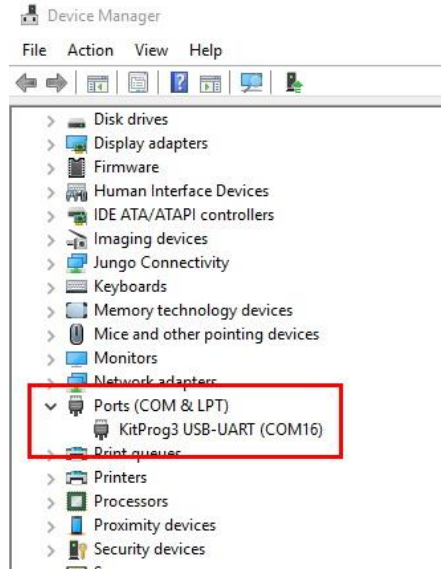 Device Manager
File Action View Help
Disk drives
Display adapters
Firmware
Human Interface Devices
IDE ATA/ATAPI controllers
Imaging devices
Jungo Connectivity
Keyboards
Memory technology devices
Mice and other pointing devices
Monitors
Network adapters
Ports (COM & LPT)
KitProg3 USB-UART (COM16)
Print queues
Printers
Processors
Proximity devices
Security devices